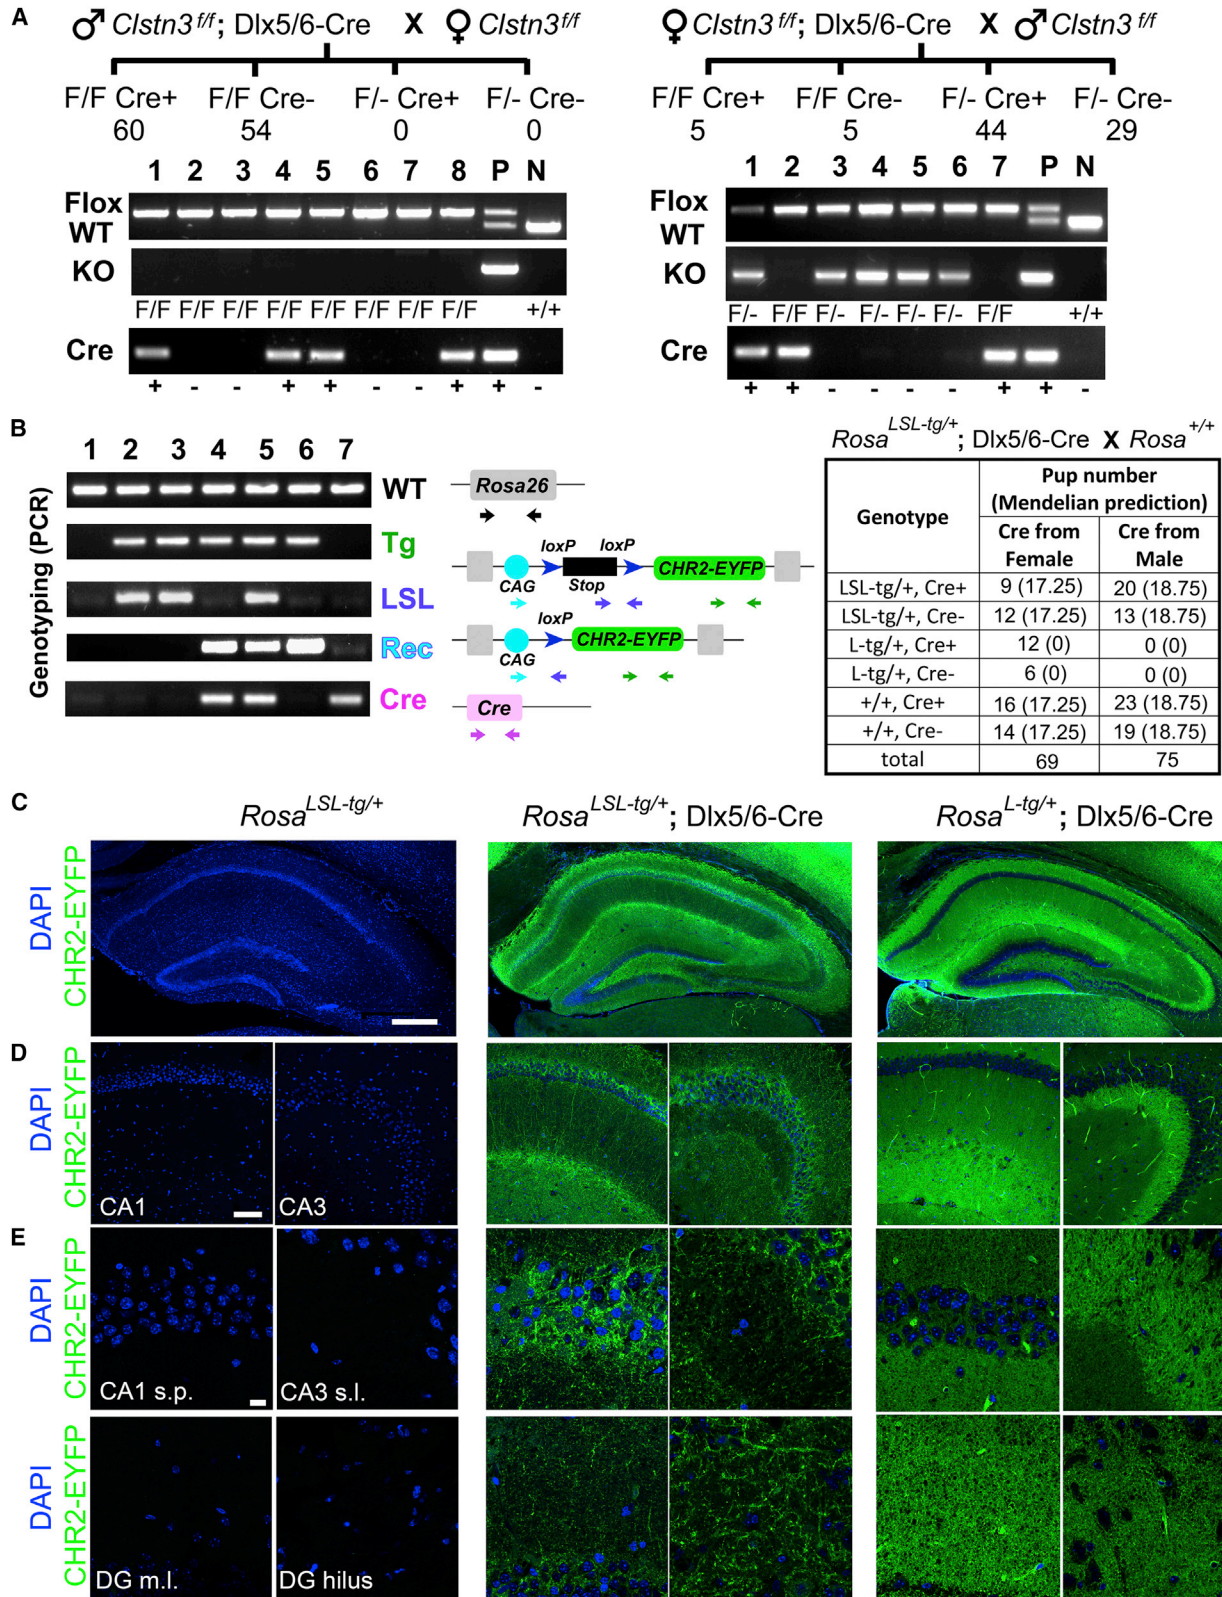 A
♂ Clstn3 f/f; Dlx5/6-Cre X ♀ Clstn3 f/f
F/F Cre+ F/F Cre- F/- Cre+ F/- Cre-
60 54 0 0
1 2 3 4 5 6 7 8 P N
Flox
WT
KO
F/F F/F F/F F/F F/F F/F F/F F/F +/+
Cre
+ - - + + - - + + -
♀ Clstn3 f/f; Dlx5/6-Cre X ♂ Clstn3 f/f
F/F Cre+ F/F Cre- F/- Cre+ F/- Cre-
5 5 44 29
1 2 3 4 5 6 7 P N
Flox
WT
KO
F/- F/F F/- F/- F/- F/- F/F +/+
Cre
+ + - - - - + + -
B
Genotyping (PCR)
1 2 3 4 5 6 7
WT
Tg
LSL
Rec
Cre
Rosa26
loxP loxP
CAG Stop CHR2-EYFP
loxP
CAG CHR2-EYFP
Cre
Rosa LSL-tg/+; Dlx5/6-Cre X Rosa +/+
Genotype
Pup number
(Mendelian prediction)
Cre from Female
Cre from Male
LSL-tg/+, Cre+ 9 (17.25) 20 (18.75)
LSL-tg/+, Cre- 12 (17.25) 13 (18.75)
L-tg/+, Cre+ 12 (0) 0 (0)
L-tg/+, Cre- 6 (0) 0 (0)
+/+, Cre+ 16 (17.25) 23 (18.75)
+/+, Cre- 14 (17.25) 19 (18.75)
total 69 75
C
Rosa LSL-tg/+
Rosa LSL-tg/+; Dlx5/6-Cre
Rosa L-tg/+; Dlx5/6-Cre
DAPI
CHR2-EYFP
D
DAPI
CHR2-EYFP
CA1
CA3
E
DAPI
CHR2-EYFP
CA1 s.p.
CA3 s.l.
DAPI
CHR2-EYFP
DG m.l.
DG hilus